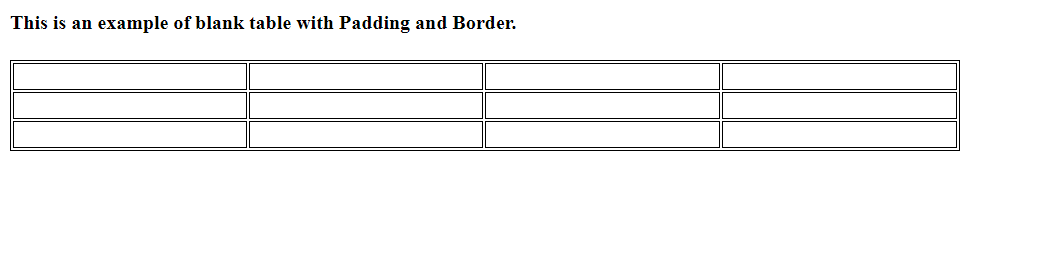 This is an example of blank table with Padding and Border.